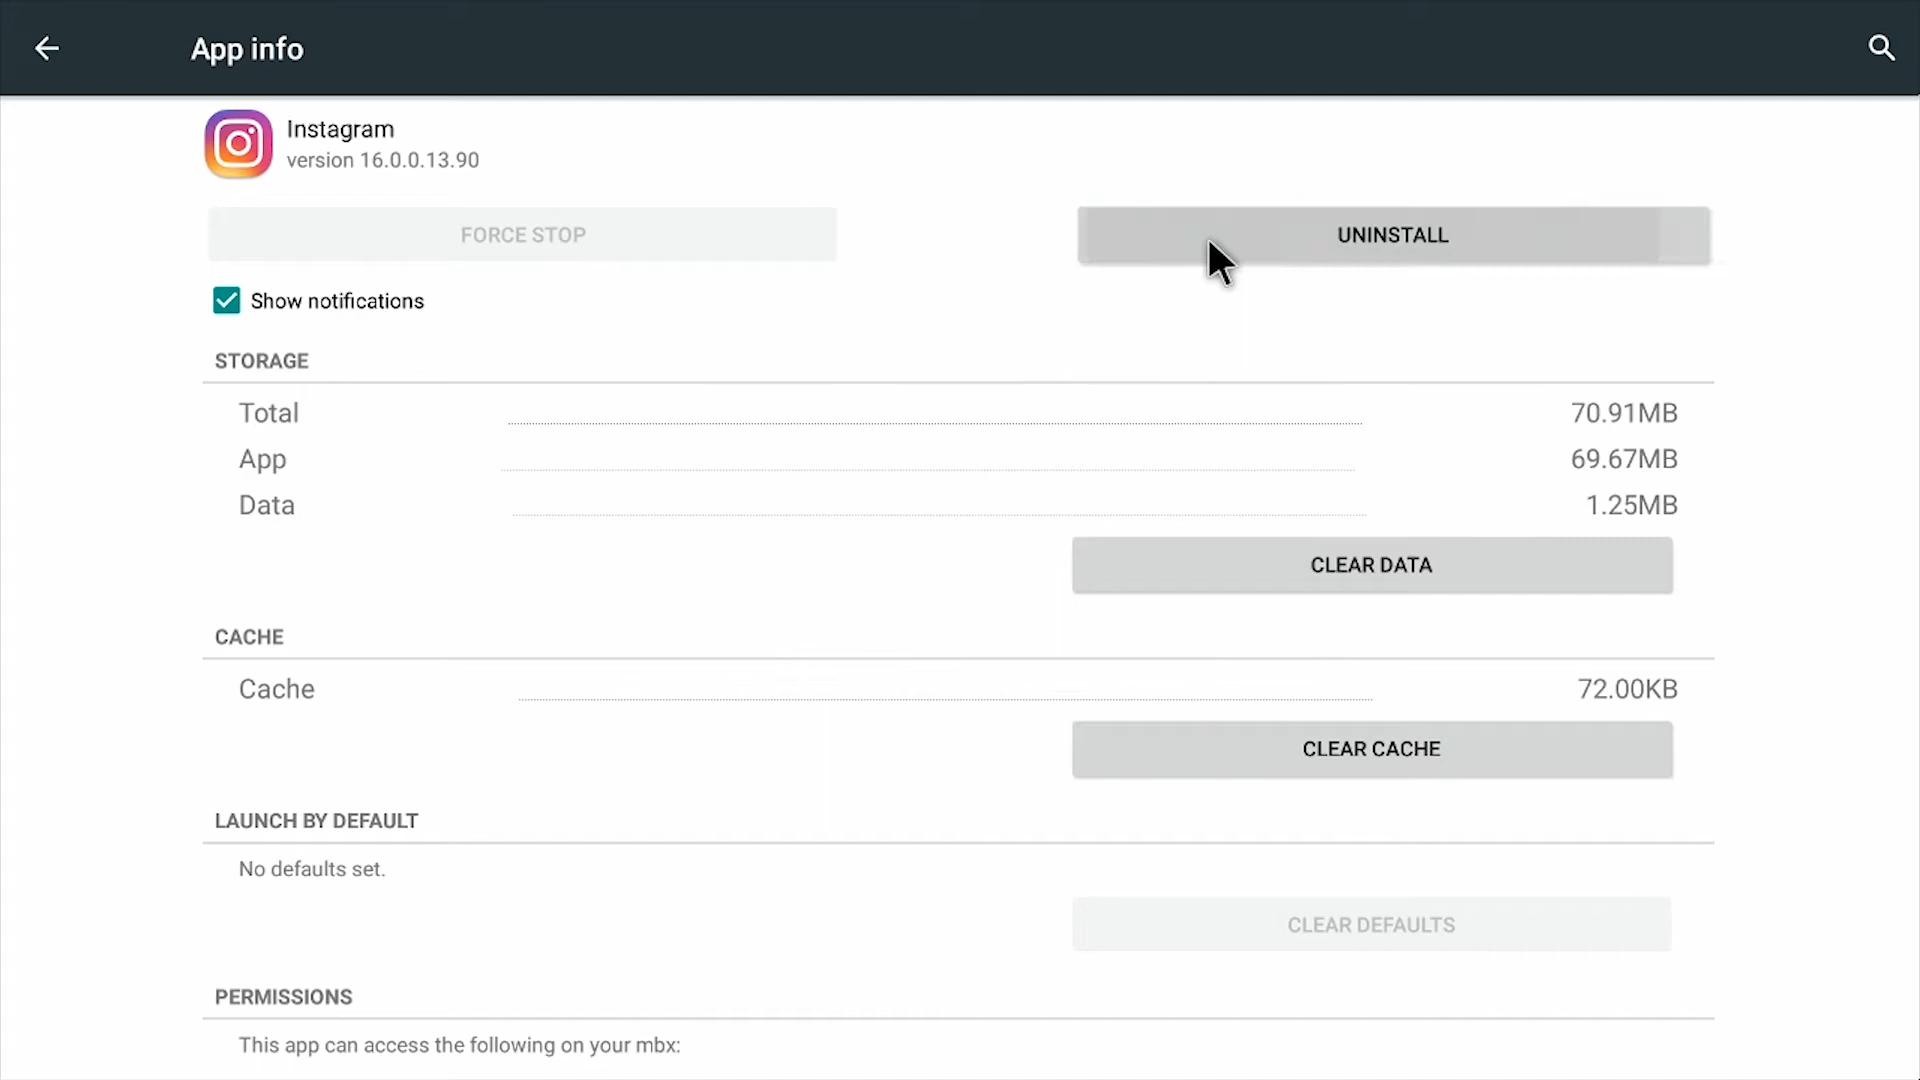 App info
Instagram
version 16.0.0.13.90
FORCE STOP
UNINSTALL
Show notifications
STORAGE
Total 70.91MB
App 69.67MB
Data 1.25MB
CLEAR DATA
CACHE
Cache 72.00KB
CLEAR CACHE
LAUNCH BY DEFAULT
No defaults set.
CLEAR DEFAULTS
PERMISSIONS
This app can access the following on your mbx: